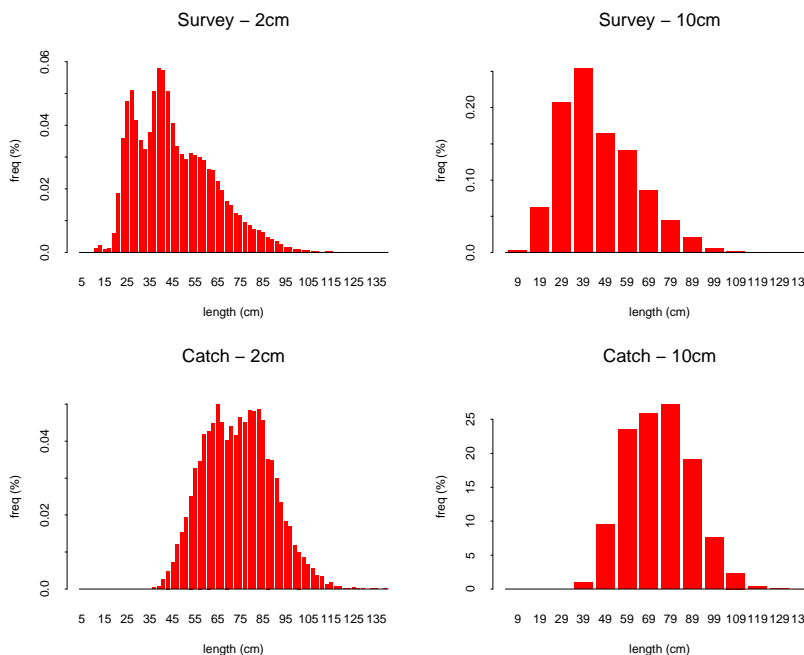 Survey – 2cm
freq (%)
0.0 0.02 0.04 0.06
5 15 25 35 45 55 65 75 85 95 105 115 125 135
length (cm)
Survey – 10cm
freq (%)
0.0 0.10 0.20
9 19 29 39 49 59 69 79 89 99 109 119 129 13
length (cm)
Catch – 2cm
freq (%)
0.0 0.02 0.04
5 15 25 35 45 55 65 75 85 95 105 115 125 135
length (cm)
Catch – 10cm
freq (%)
0 5 10 15 20 25
9 19 29 39 49 59 69 79 89 99 109 119 129 13
length (cm)